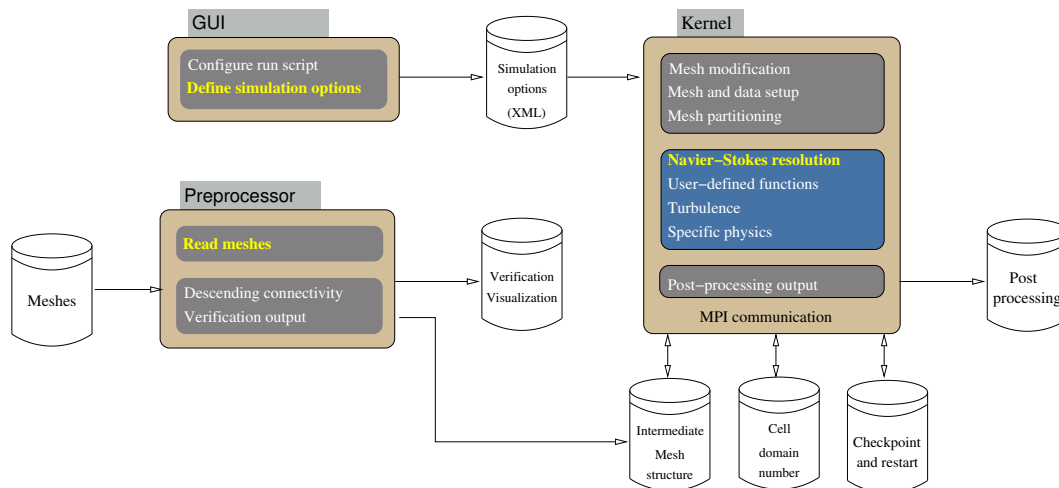 GUI
Configure run script
Define simulation options
Simulation
options
(XML)
Kernel
Mesh modification
Mesh and data setup
Mesh partitioning
Navier−Stokes resolution
User−defined functions
Turbulence
Specific physics
Post−processing output
MPI communication
Preprocessor
Read meshes
Descending connectivity
Verification output
Meshes
Verification
Visualization
Post
processing
Intermediate
Mesh
structure
Cell
domain
number
Checkpoint
and restart